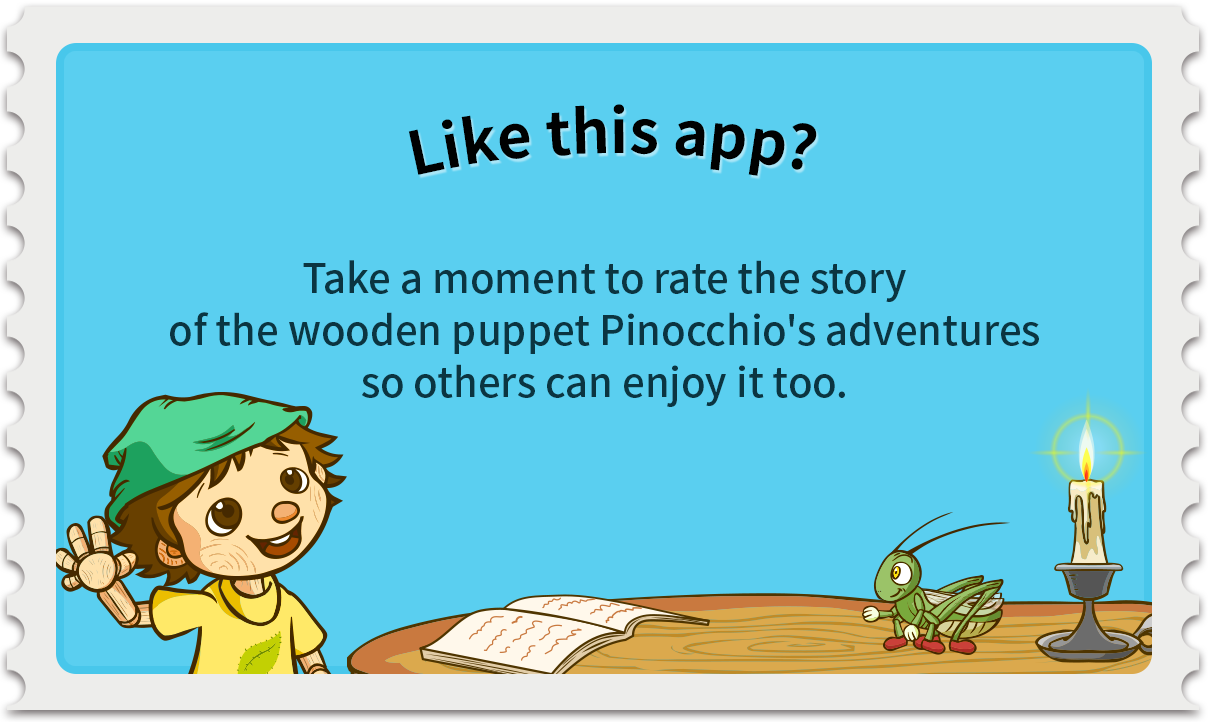 Like this app?
Take a moment to rate the story
of the wooden puppet Pinocchio's adventures
so others can enjoy it too.